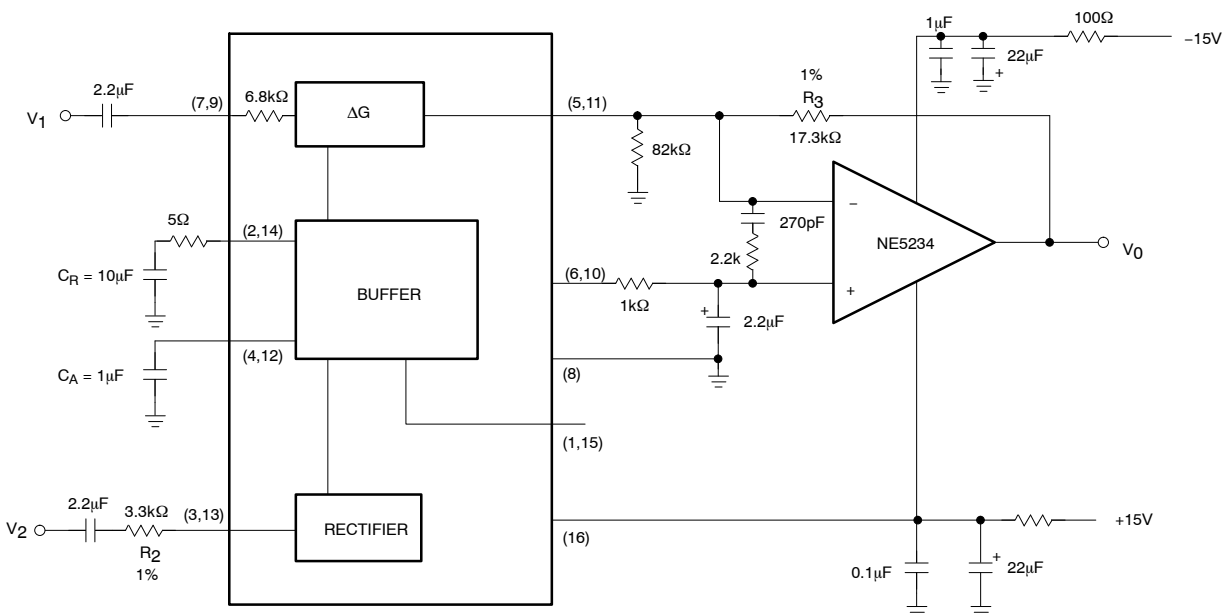 1μF
100Ω
–15V
22μF
+
1%
R3
17.3kΩ
2.2μF
(7,9)
6.8kΩ
ΔG
(5,11)
V1
82kΩ
–
270pF
NE5234
V0
2.2k
+
5Ω
(2,14)
CR = 10μF
BUFFER
(6,10)
1kΩ
+
2.2μF
(4,12)
CA = 1μF
(8)
(1,15)
2.2μF
3.3kΩ
(3,13)
V2
R2
1%
RECTIFIER
(16)
+15V
0.1μF
+
22μF